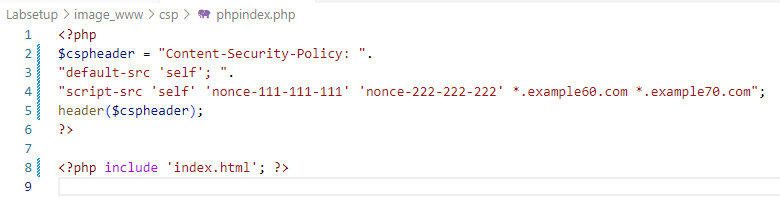 Labsetup > image_www > csp > phpindex.php
1 <?php
2 $cspheader = "Content-Security-Policy: ".
3 "default-src 'self'; ".
4 "script-src 'self' 'nonce-111-111-111' 'nonce-222-222-222' *.example60.com *.example70.com";
5 header($cspheader);
6 ?>
7
8 <?php include 'index.html'; ?>
9